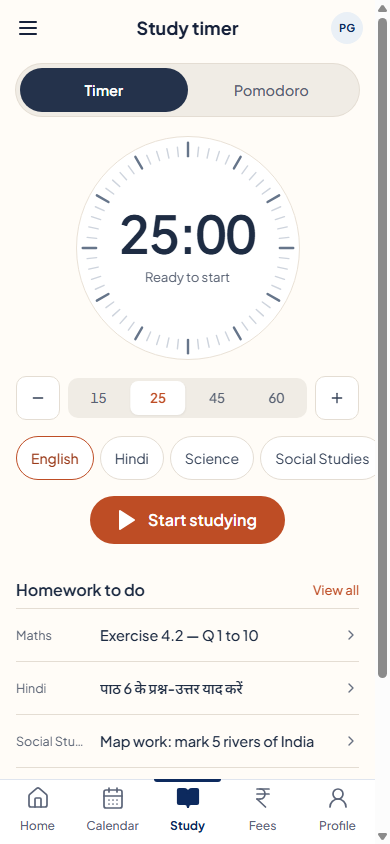 Study timer
PG
Timer
Pomodoro
25:00
Ready to start
−
15
25
45
60
+
English
Hindi
Science
Social Studies
Start studying
Homework to do
View all
Maths
Exercise 4.2 — Q 1 to 10
Hindi
पाठ 6 के प्रश्न-उत्तर याद करें
Social Stu...
Map work: mark 5 rivers of India
Home
Calendar
Study
Fees
Profile